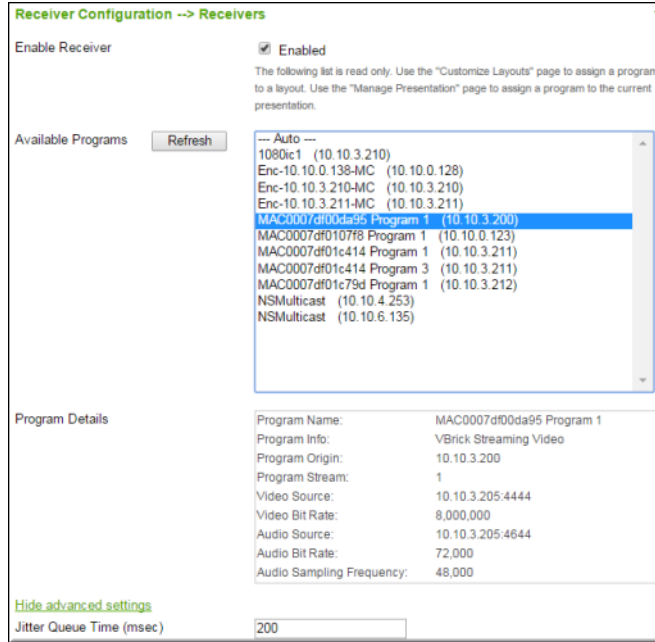 Receiver Configuration --> Receivers
Enable Receiver
Enabled
The following list is read only. Use the "Customize Layouts" page to assign a program
to a layout. Use the "Manage Presentation" page to assign a program to the current
presentation.
Available Programs Refresh
--- Auto ---
1080ic1 (10.10.3.210)
Enc-10.10.0.138-MC (10.10.0.128)
Enc-10.10.3.210-MC (10.10.3.210)
Enc-10.10.3.211-MC (10.10.3.211)
MAC0007df00da95 Program 1 (10.10.3.200)
MAC0007df0107f8 Program 1 (10.10.0.123)
MAC0007df01c414 Program 1 (10.10.3.211)
MAC0007df01c414 Program 3 (10.10.3.211)
MAC0007df01c79d Program 1 (10.10.3.212)
NSMulticast (10.10.4.253)
NSMulticast (10.10.6.135)
Program Details
Program Name: MAC0007df00da95 Program 1
Program Info: VBrick Streaming Video
Program Origin: 10.10.3.200
Program Stream: 1
Video Source: 10.10.3.205:4444
Video Bit Rate: 8,000,000
Audio Source: 10.10.3.205:4644
Audio Bit Rate: 72,000
Audio Sampling Frequency: 48,000
Hide advanced settings
Jitter Queue Time (msec) 200